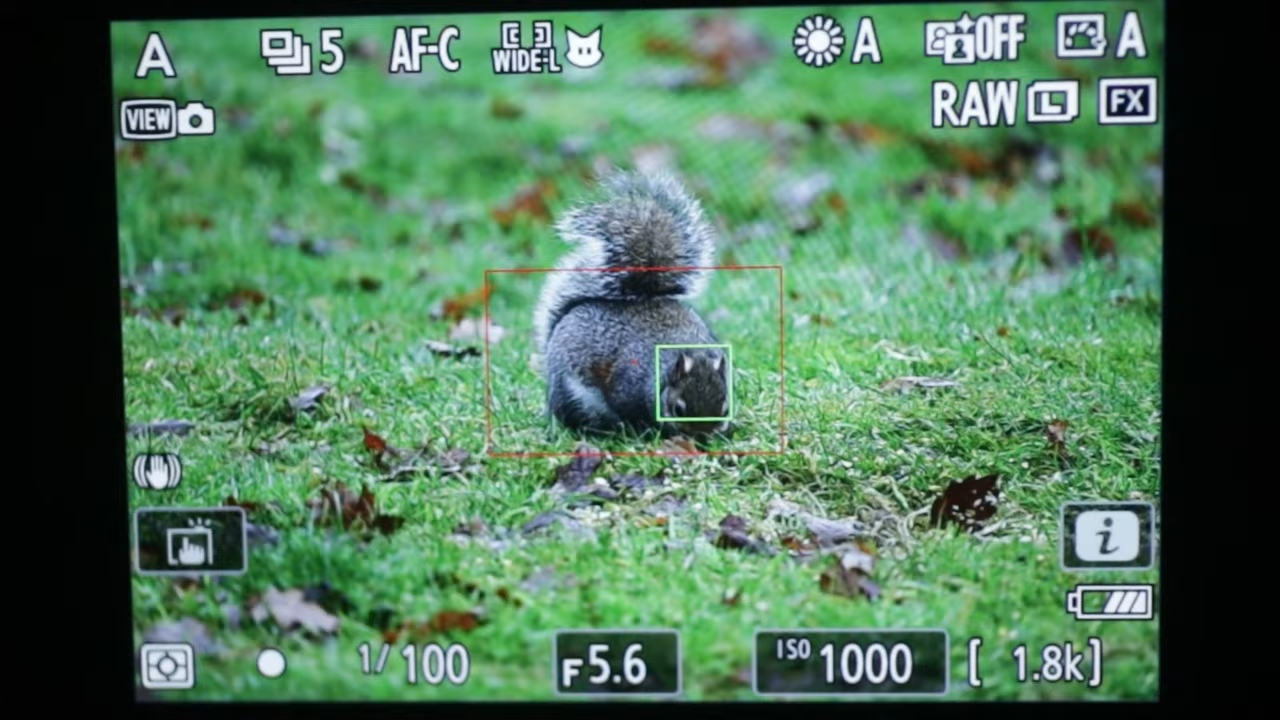 A 5 AF-C WIDE-L A OFF A
VIEW RAW L FX
i
1/100 F5.6 ISO 1000 [ 1.8k]